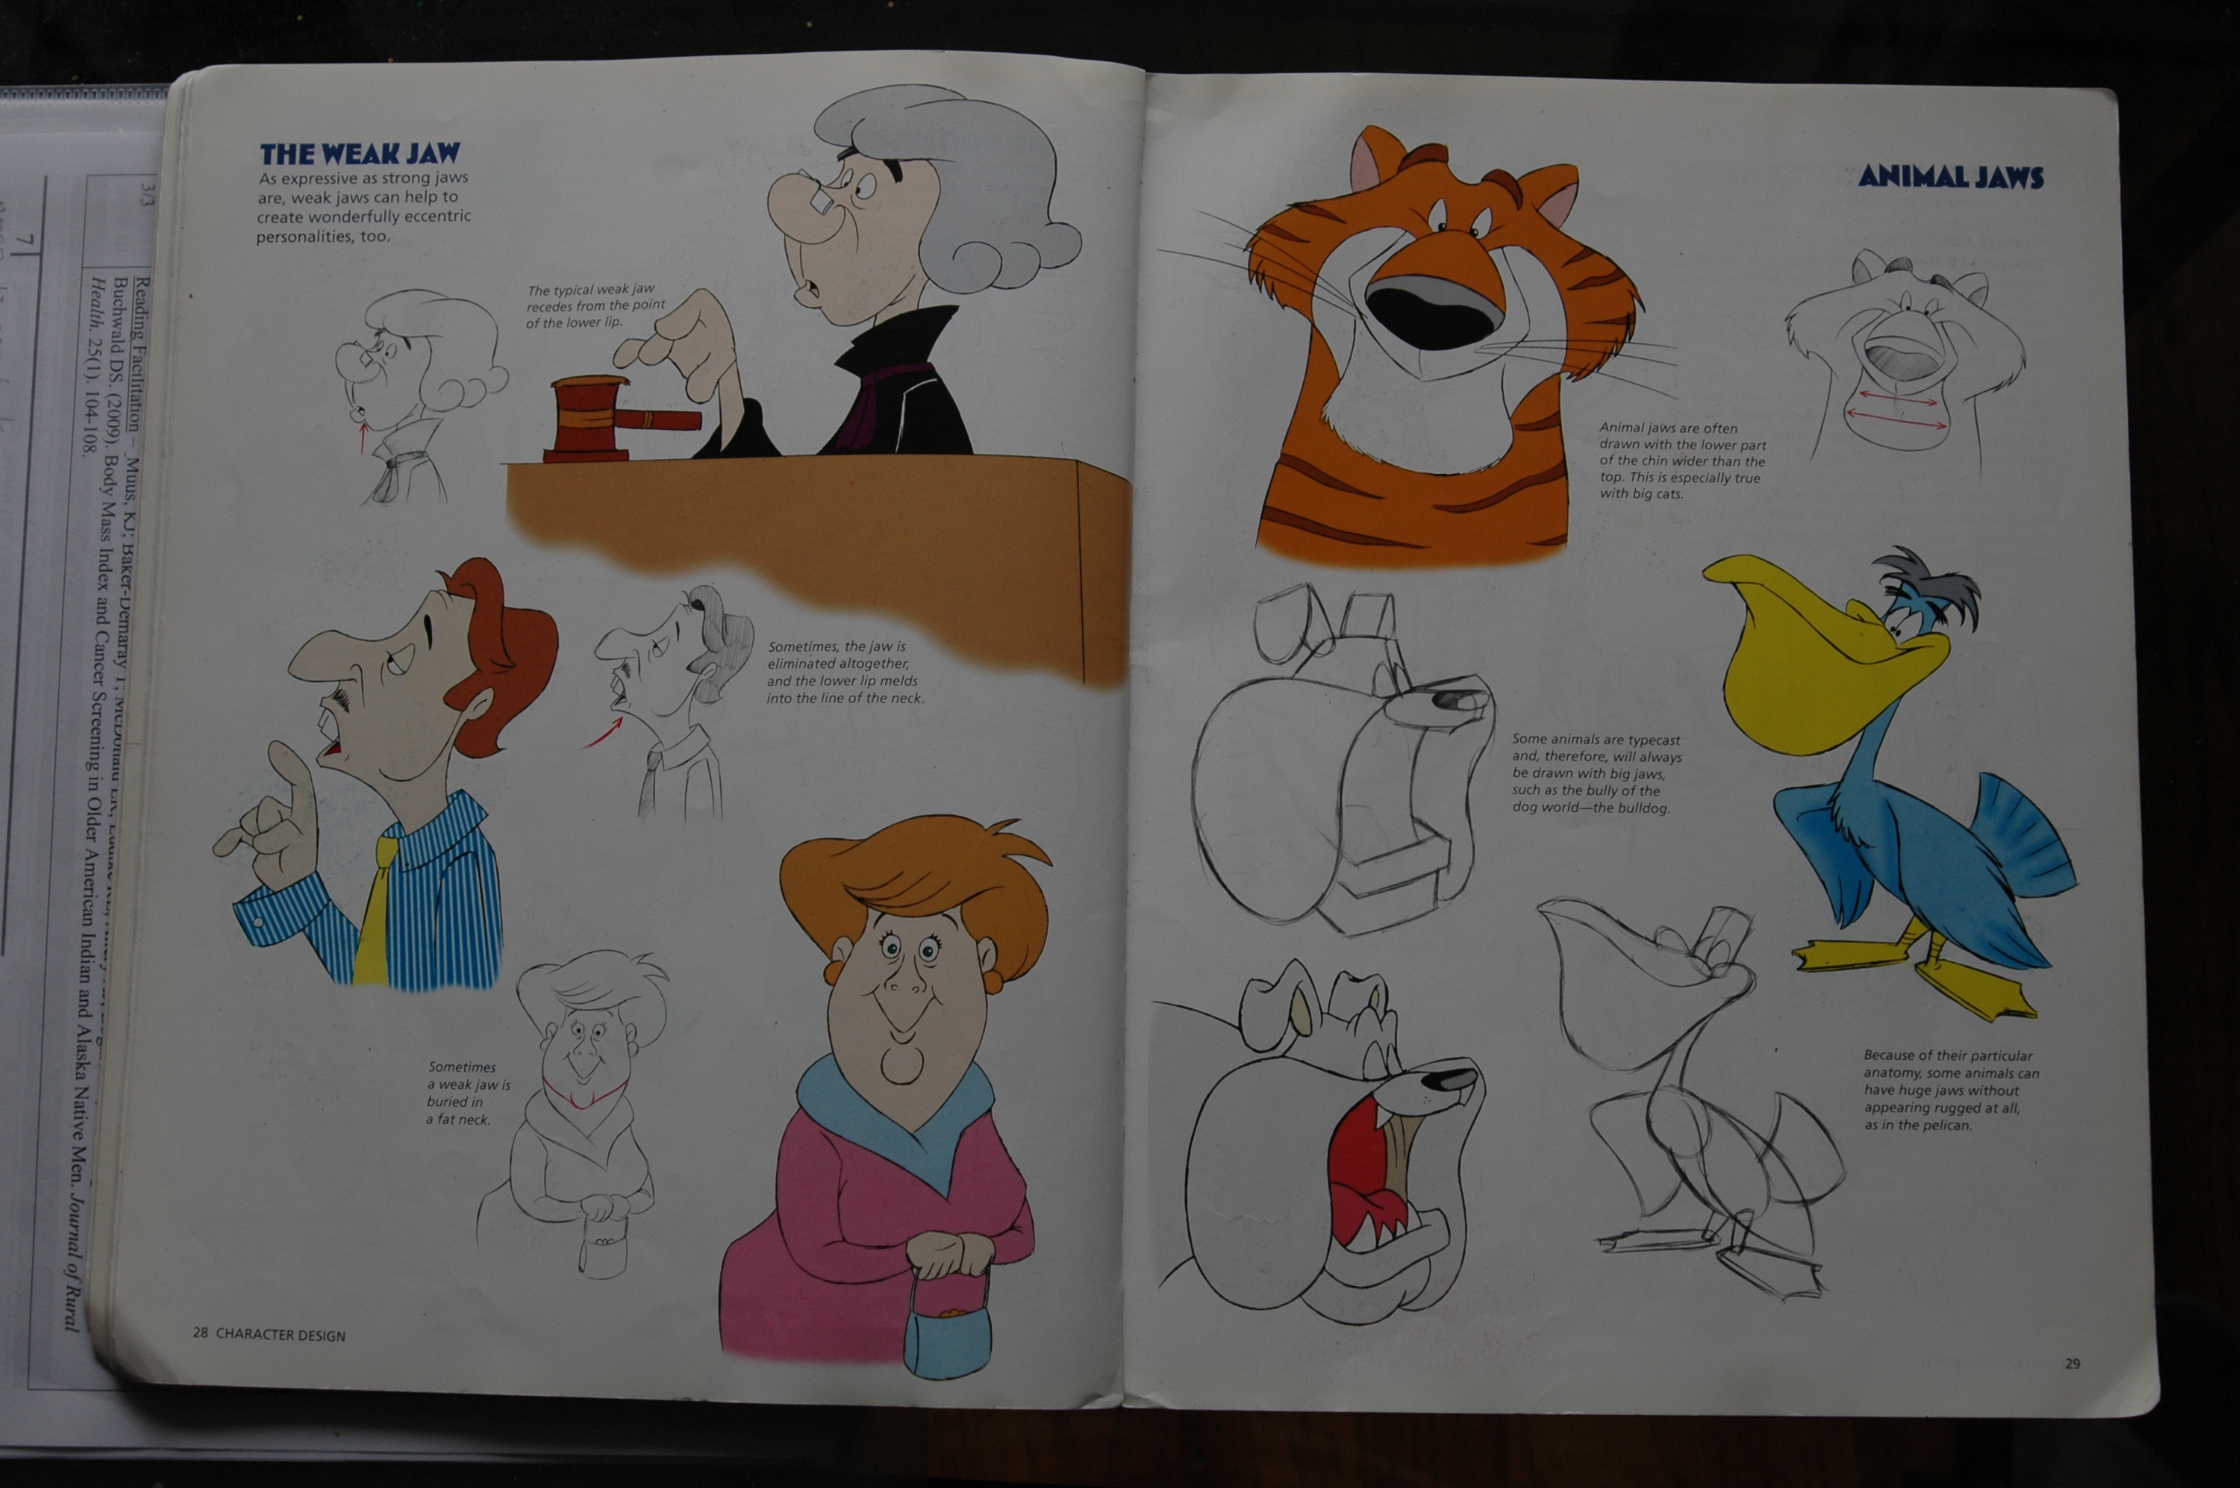 THE WEAK JAW
As expressive as strong jaws
are, weak jaws can help to
create wonderfully eccentric
personalities, too.
The typical weak jaw
recedes from the point
of the lower lip.
Sometimes, the jaw is
eliminated altogether,
and the lower lip melds
into the line of the neck.
Sometimes
a weak jaw is
buried in
a fat neck.
28 CHARACTER DESIGN
ANIMAL JAWS
Animal jaws are often
drawn with the lower part
of the chin wider than the
top. This is especially true
with big cats.
Some animals are typecast
and, therefore, will always
be drawn with big jaws,
such as the bully of the
dog world—the bulldog.
Because of their particular
anatomy, some animals can
have huge jaws without
appearing rugged at all,
as in the pelican.
29
3/3
7
Reading Facilitation – Muus, KJ; Baker-Demaray T; McDonald LR;
Buchwald DS. (2009). Body Mass Index and Cancer Screening in Older American Indian and Alaska Native Men. Journal of Rural
Health. 25(1). 104-108.